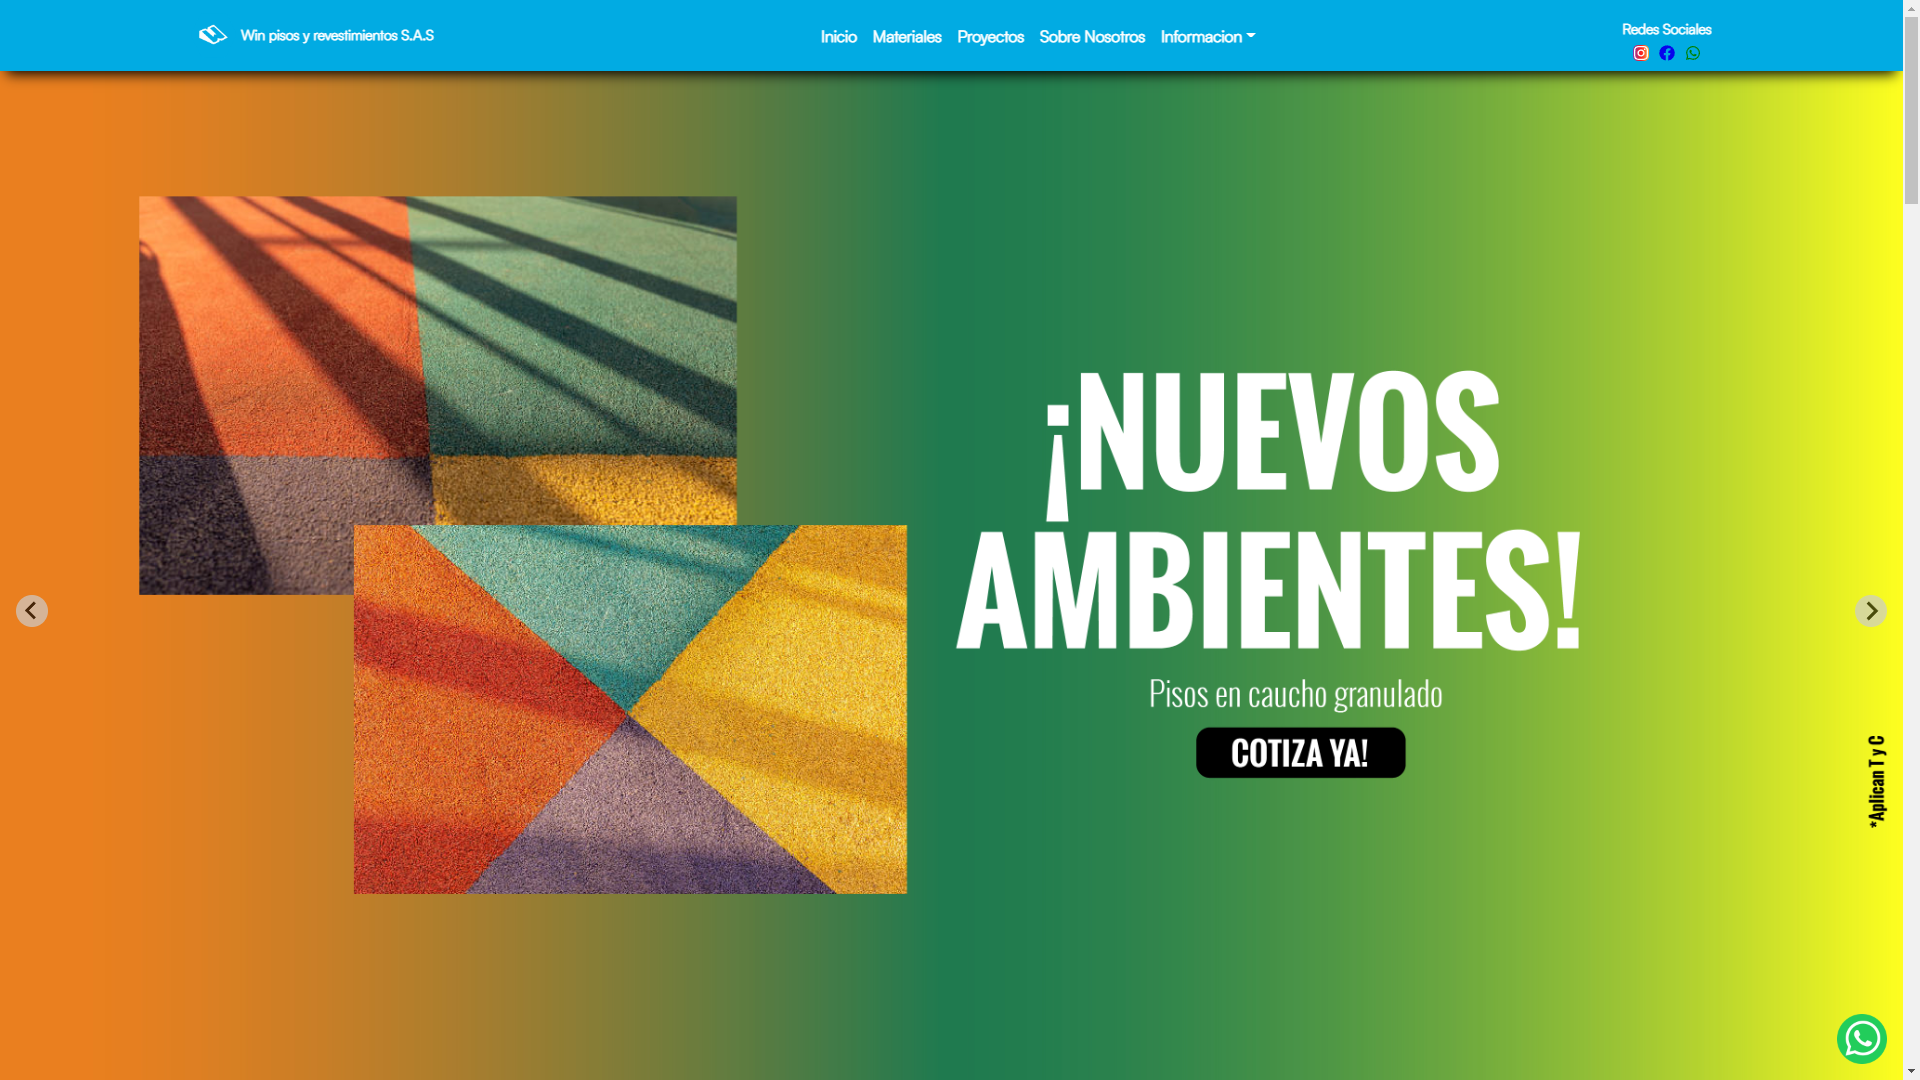 Win pisos y revestimientos S.A.S
Inicio
Materiales
Proyectos
Sobre Nosotros
Informacion
Redes Sociales
¡NUEVOS
AMBIENTES!
Pisos en caucho granulado
COTIZA YA!
*Aplican T y C